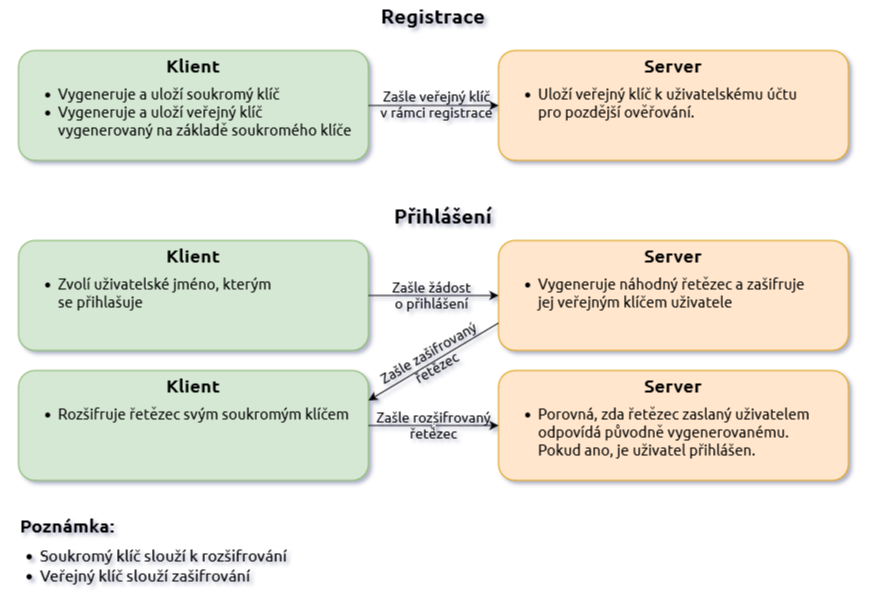 Registrace
Klient
• Vygeneruje a uloží soukromý klíč
• Vygeneruje a uloží veřejný klíč
vygenerovaný na základě soukromého klíče
Zašle veřejný klíč
v rámci registrace
Server
• Uloží veřejný klíč k uživatelskému účtu
pro pozdější ověřování.
Přihlášení
Klient
• Zvolí uživatelské jméno, kterým
se přihlašuje
Zašle žádost
o přihlášení
Server
• Vygeneruje náhodný řetězec a zašifruje
jej veřejným klíčem uživatele
Zašle zašifrovaný
řetězec
Klient
• Rozšifruje řetězec svým soukromým klíčem
Zašle rozšifrovaný
řetězec
Server
• Porovná, zda řetězec zaslaný uživatelem
odpovídá původně vygenerovanému.
Pokud ano, je uživatel přihlášen.
Poznámka:
• Soukromý klíč slouží k rozšifrování
• Veřejný klíč slouží zašifrování